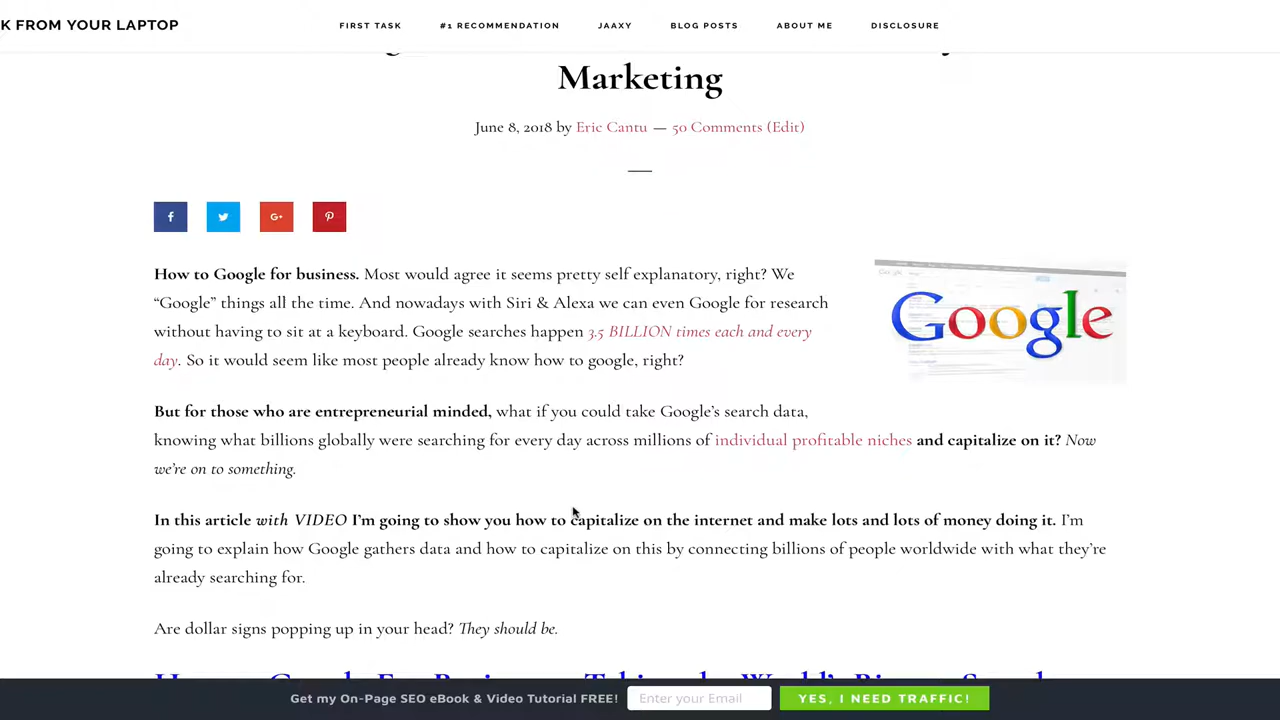 K FROM YOUR LAPTOP
FIRST TASK
#1 RECOMMENDATION
JAAXY
BLOG POSTS
ABOUT ME
DISCLOSURE
Marketing
June 8, 2018 by Eric Cantu — 50 Comments (Edit)
How to Google for business. Most would agree it seems pretty self explanatory, right? We
“Google” things all the time. And nowadays with Siri & Alexa we can even Google for research
without having to sit at a keyboard. Google searches happen 3.5 BILLION times each and every
day. So it would seem like most people already know how to google, right?
Google
But for those who are entrepreneurial minded, what if you could take Google’s search data,
knowing what billions globally were searching for every day across millions of individual profitable niches and capitalize on it? Now
we’re on to something.
In this article with VIDEO I’m going to show you how to capitalize on the internet and make lots and lots of money doing it. I’m
going to explain how Google gathers data and how to capitalize on this by connecting billions of people worldwide with what they’re
already searching for.
Are dollar signs popping up in your head? They should be.
Get my On-Page SEO eBook & Video Tutorial FREE!
Enter your Email
YES, I NEED TRAFFIC!